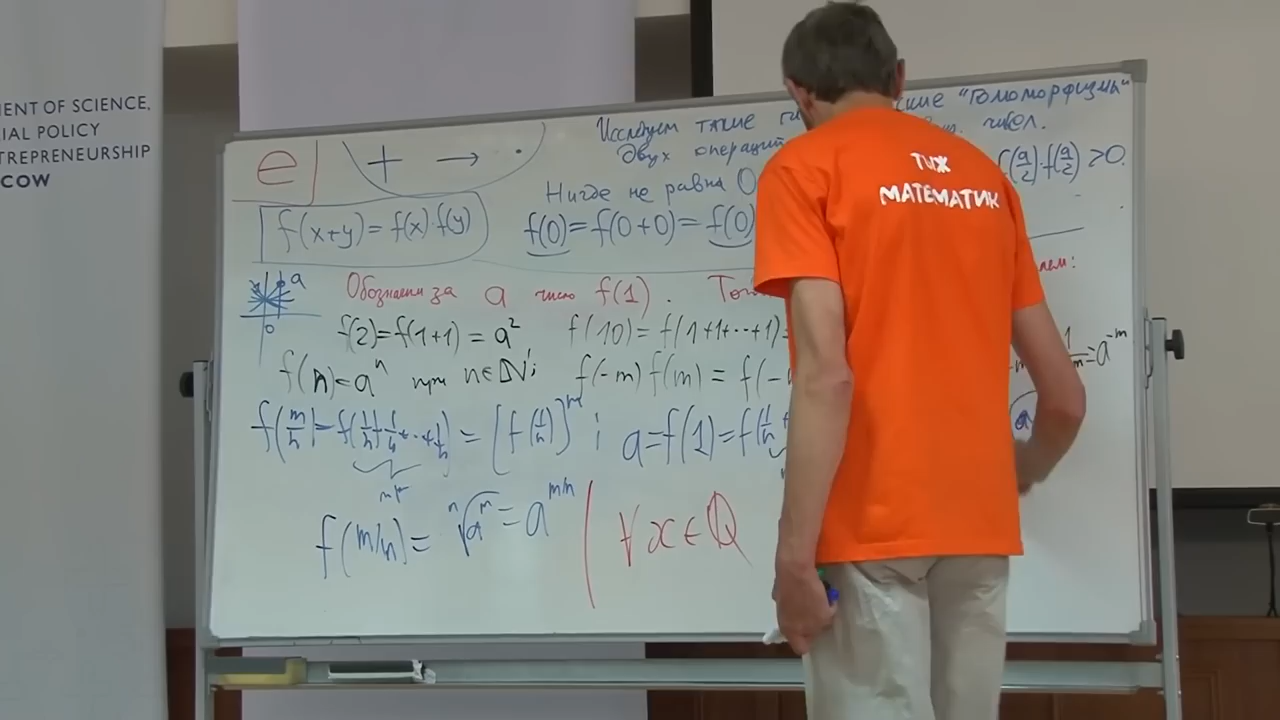 MENT OF SCIENCE,
IAL POLICY
TREPRENEURSHIP
COW
ТЫЖ
МАТЕМАТИК
Исследуем такие "гомоморфизмы"
двух операций чисел.
e + → ·
Нигде не равна 0 f(a/2)·f(a/2) ≥0.
f(x+y) = f(x) f(y) f(0)=f(0+0)=f(0)
a Обозначим за a число f(1).
0 f(2)=f(1+1)=a² f(10)=f(1+1+···+1)=
f(n)=aⁿ при n∈ℕ; f(-m) f(m) = f(- =a⁻ᵐ
f(m/n)=f(1/n+1/n+···+1/n) = [f(1/n)]ᵐ ; a=f(1)=f(1/n
f(m/n)= ⁿ√aᵐ = a^{m/n} ∀ x∈ℚ